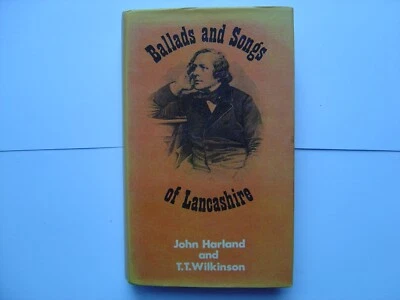 Ballads and Songs
of Lancashire
John Harland
and
T.T.Wilkinson